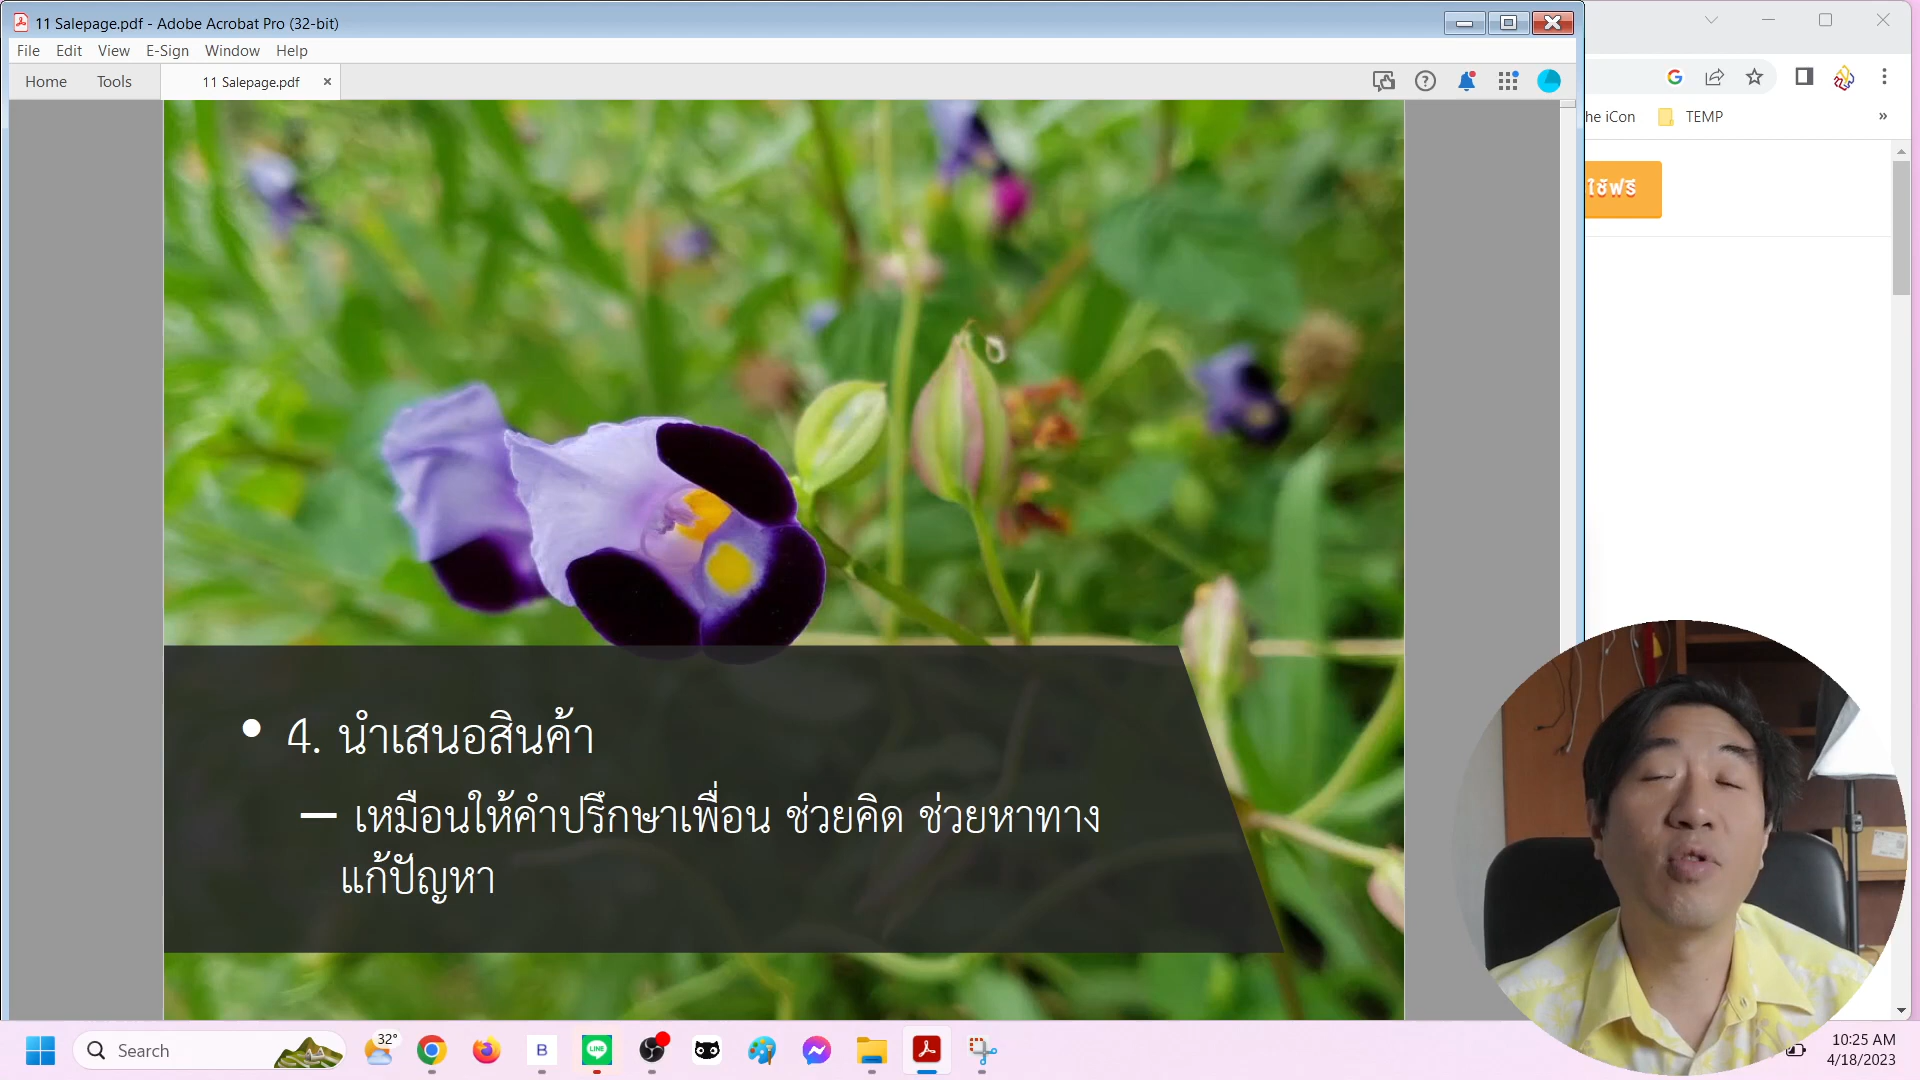 11 Salepage.pdf - Adobe Acrobat Pro (32-bit)
File Edit View E-Sign Window Help
Home Tools 11 Salepage.pdf
he iCon TEMP
ใช้ฟรี
• 4. นำเสนอสินค้า
– เหมือนให้คำปรึกษาเพื่อน ช่วยคิด ช่วยหาทาง
แก้ปัญหา
Search
32°
B
LINE
10:25 AM
4/18/2023